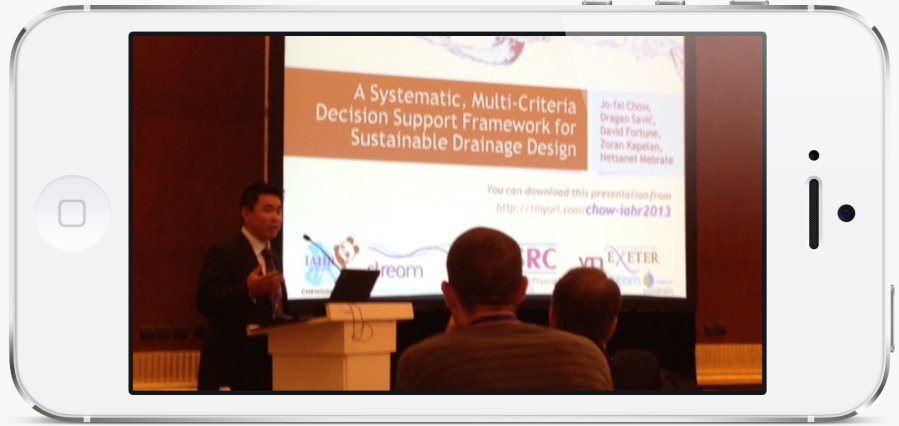 A Systematic, Multi-Criteria
Decision Support Framework for
Sustainable Drainage Design
Jo-fai Chow,
Dragan Savić,
David Fortune,
Zoran Kapelan,
Netsanet Mebrate
You can download this presentation from
http://tinyurl.com/chow-iahr2013
IAHR
stream
RC
EXETER